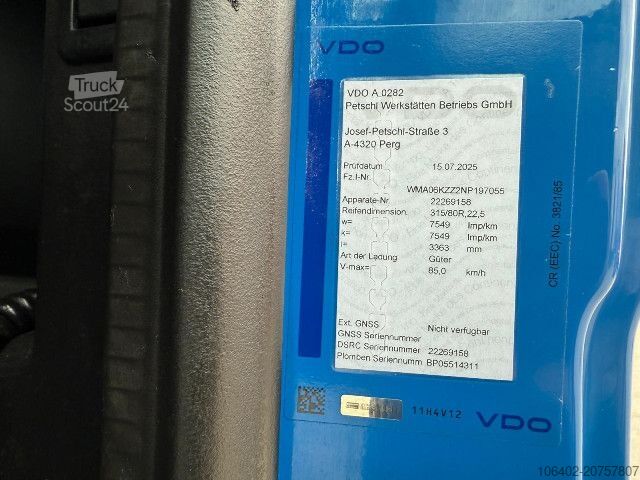 VDO
Truck
Scout24
VDO A 0282
Petschl Werkstätten Betriebs GmbH
Josef-Petschl-Straße 3
A-4320 Perg
Prüfdatum 15.07.2025
Fz.I-Nr.
WMA06KZZ2NP197055
Apparate-Nr. 22269158
Reifendimension. 315/80R,22,5
w= 7549 Imp/km
k= 7549 Imp/km
l= 3363 mm
Art der Ladung Güter
V-max= 85,0 km/h
Ext. GNSS Nicht verfügbar
GNSS Seriennummer
DSRC Seriennummer 22269158
Plomben Seriennumm BP05514311
CR (EEC) No. 3821/85
11H4V12
VDO
106402-20757807